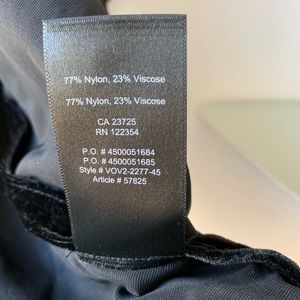 77% Nylon, 23% Viscose
77% Nylon, 23% Viscose
CA 23725
RN 122354
P.O. # 4500051684
P.O. # 4500051685
Style # VOV2-2277-45
Article # 57825